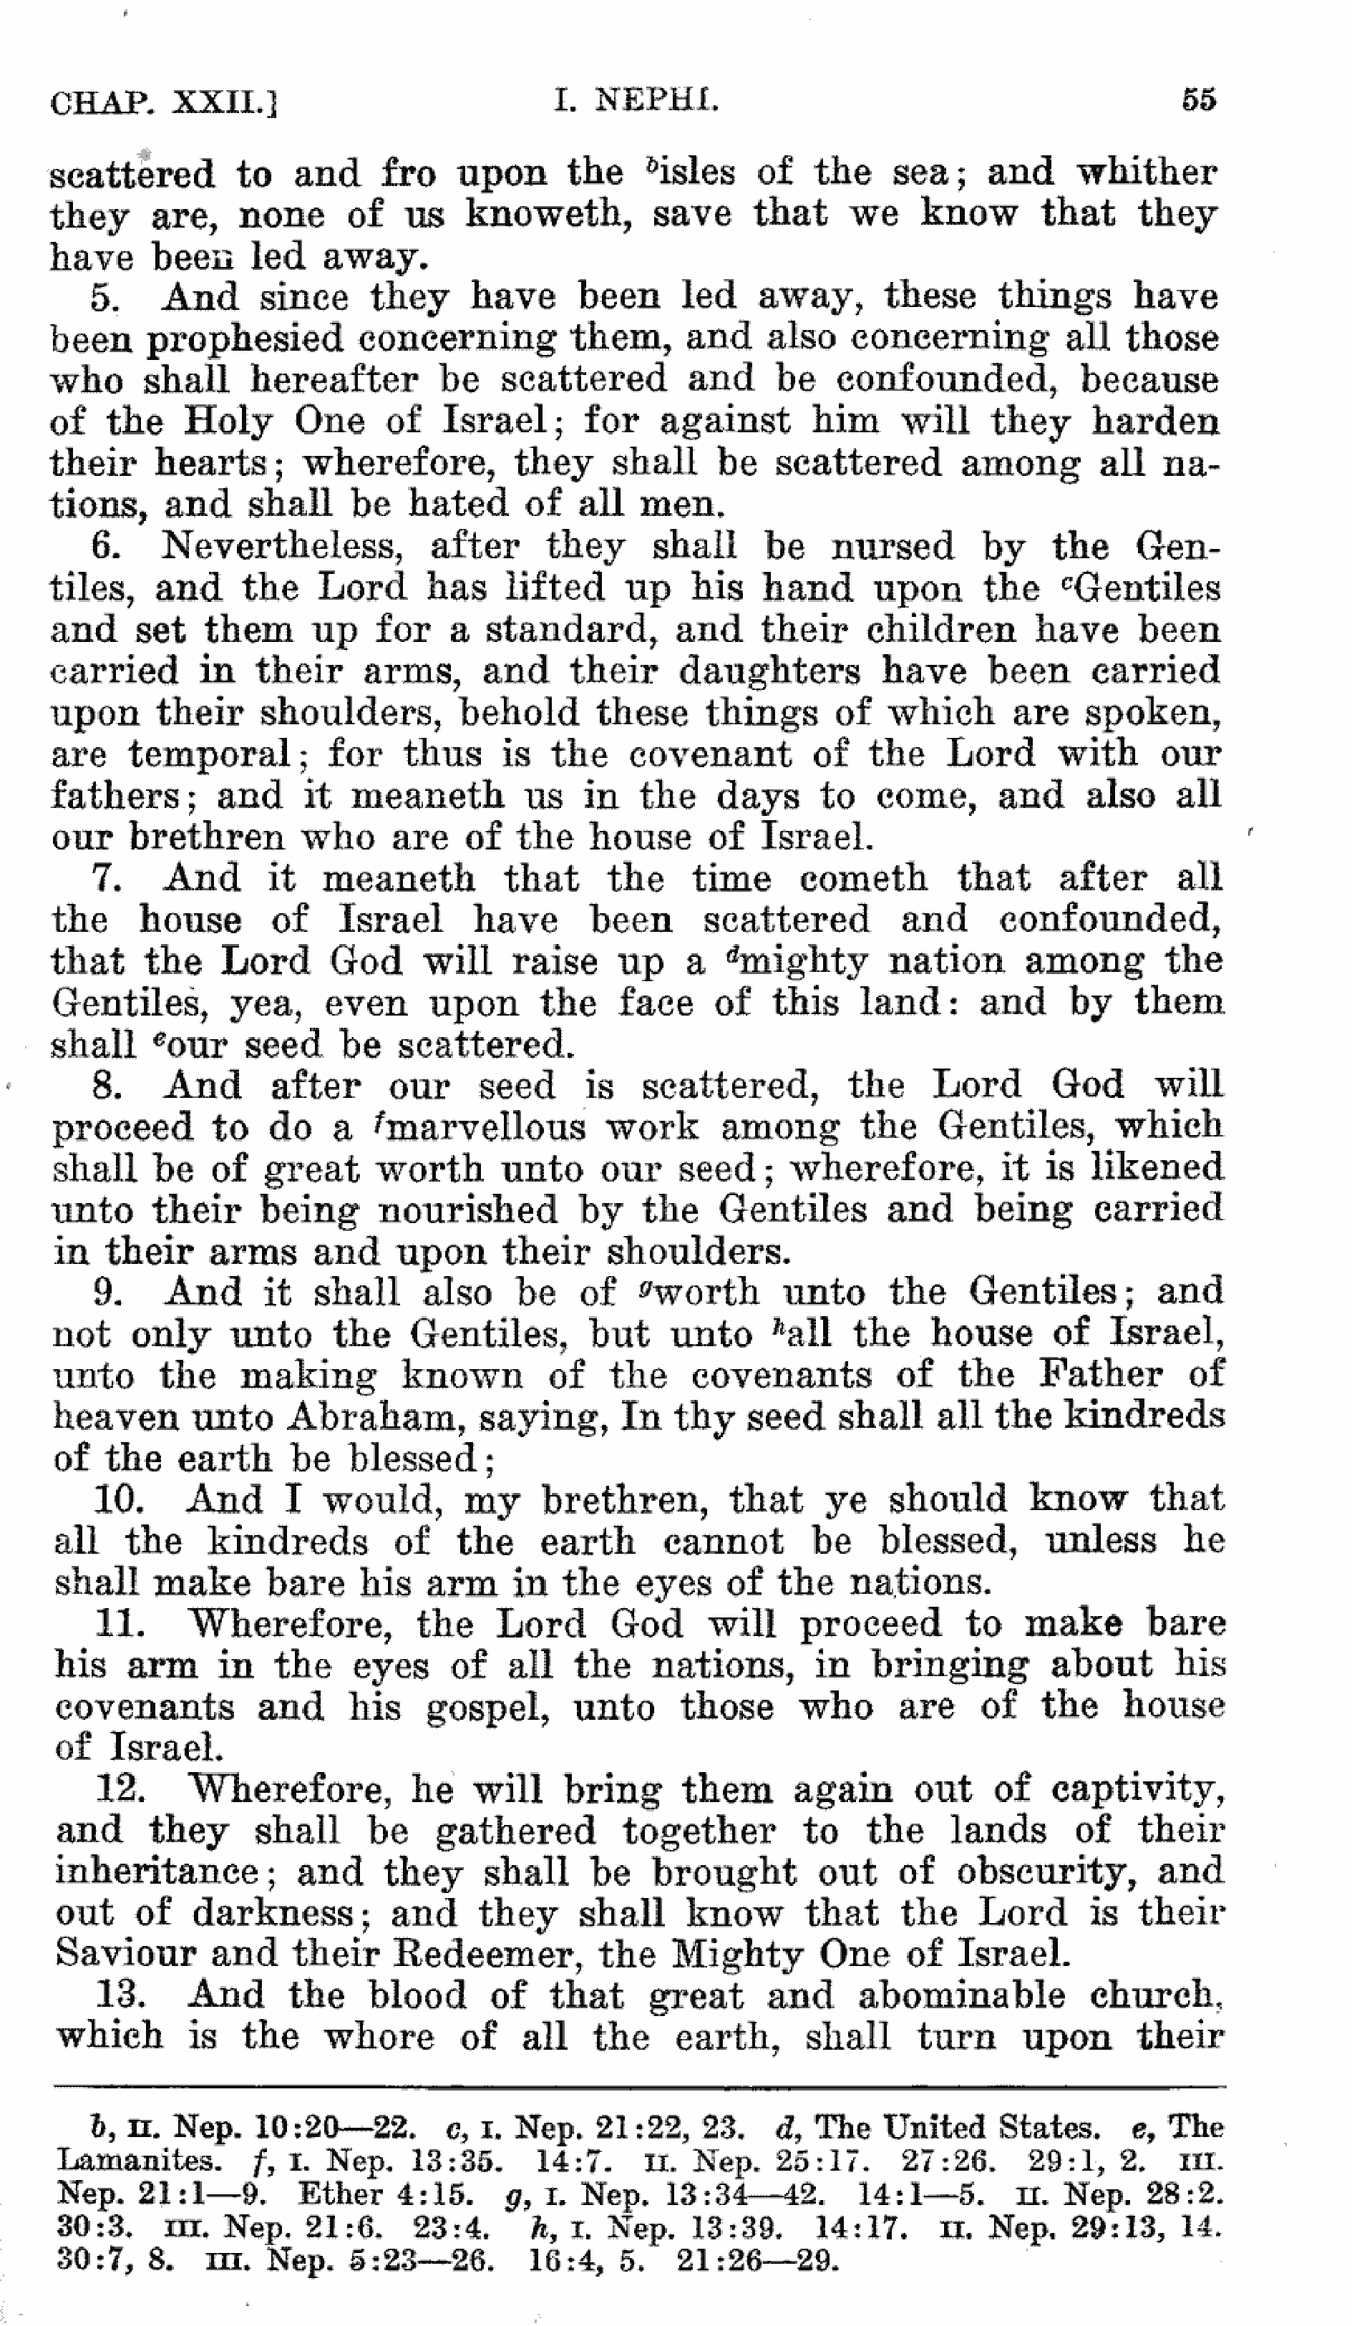 CHAP. XXII.] I. NEPHI. 55
scattered to and fro upon the ᵇisles of the sea; and whither
they are, none of us knoweth, save that we know that they
have been led away.
5. And since they have been led away, these things have
been prophesied concerning them, and also concerning all those
who shall hereafter be scattered and be confounded, because
of the Holy One of Israel; for against him will they harden
their hearts; wherefore, they shall be scattered among all na-
tions, and shall be hated of all men.
6. Nevertheless, after they shall be nursed by the Gen-
tiles, and the Lord has lifted up his hand upon the ᶜGentiles
and set them up for a standard, and their children have been
carried in their arms, and their daughters have been carried
upon their shoulders, behold these things of which are spoken,
are temporal; for thus is the covenant of the Lord with our
fathers; and it meaneth us in the days to come, and also all
our brethren who are of the house of Israel.
7. And it meaneth that the time cometh that after all
the house of Israel have been scattered and confounded,
that the Lord God will raise up a ᵈmighty nation among the
Gentiles, yea, even upon the face of this land: and by them
shall ᵉour seed be scattered.
8. And after our seed is scattered, the Lord God will
proceed to do a ᶠmarvellous work among the Gentiles, which
shall be of great worth unto our seed; wherefore, it is likened
unto their being nourished by the Gentiles and being carried
in their arms and upon their shoulders.
9. And it shall also be of ᵍworth unto the Gentiles; and
not only unto the Gentiles, but unto ʰall the house of Israel,
unto the making known of the covenants of the Father of
heaven unto Abraham, saying, In thy seed shall all the kindreds
of the earth be blessed;
10. And I would, my brethren, that ye should know that
all the kindreds of the earth cannot be blessed, unless he
shall make bare his arm in the eyes of the nations.
11. Wherefore, the Lord God will proceed to make bare
his arm in the eyes of all the nations, in bringing about his
covenants and his gospel, unto those who are of the house
of Israel.
12. Wherefore, he will bring them again out of captivity,
and they shall be gathered together to the lands of their
inheritance; and they shall be brought out of obscurity, and
out of darkness; and they shall know that the Lord is their
Saviour and their Redeemer, the Mighty One of Israel.
13. And the blood of that great and abominable church,
which is the whore of all the earth, shall turn upon their
b, II. Nep. 10:20—22. c, I. Nep. 21:22, 23. d, The United States. e, The
Lamanites. f, I. Nep. 13:35. 14:7. II. Nep. 25:17. 27:26. 29:1, 2. III.
Nep. 21:1—9. Ether 4:15. g, I. Nep. 13:34—42. 14:1—5. II. Nep. 28:2.
30:3. III. Nep. 21:6. 23:4. h, I. Nep. 13:39. 14:17. II. Nep. 29:13, 14.
30:7, 8. III. Nep. 5:23—26. 16:4, 5. 21:26—29.